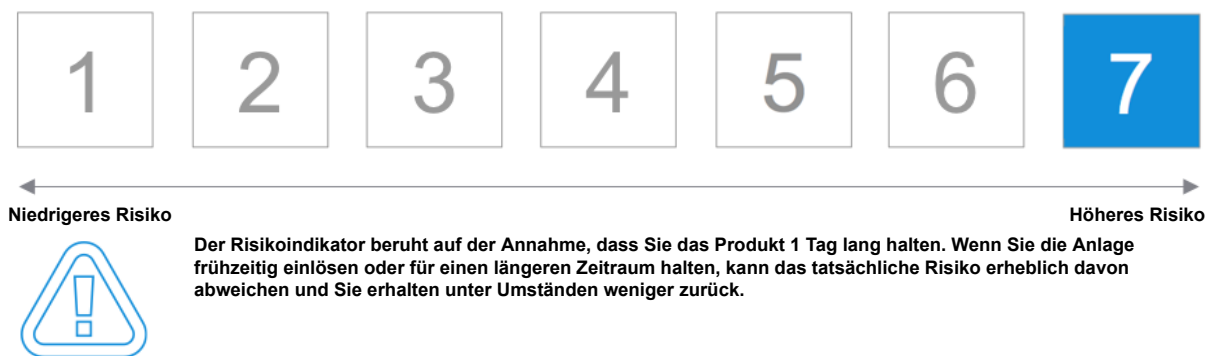 1 2 3 4 5 6 7
Niedrigeres Risiko Höheres Risiko
Der Risikoindikator beruht auf der Annahme, dass Sie das Produkt 1 Tag lang halten. Wenn Sie die Anlage
frühzeitig einlösen oder für einen längeren Zeitraum halten, kann das tatsächliche Risiko erheblich davon
abweichen und Sie erhalten unter Umständen weniger zurück.